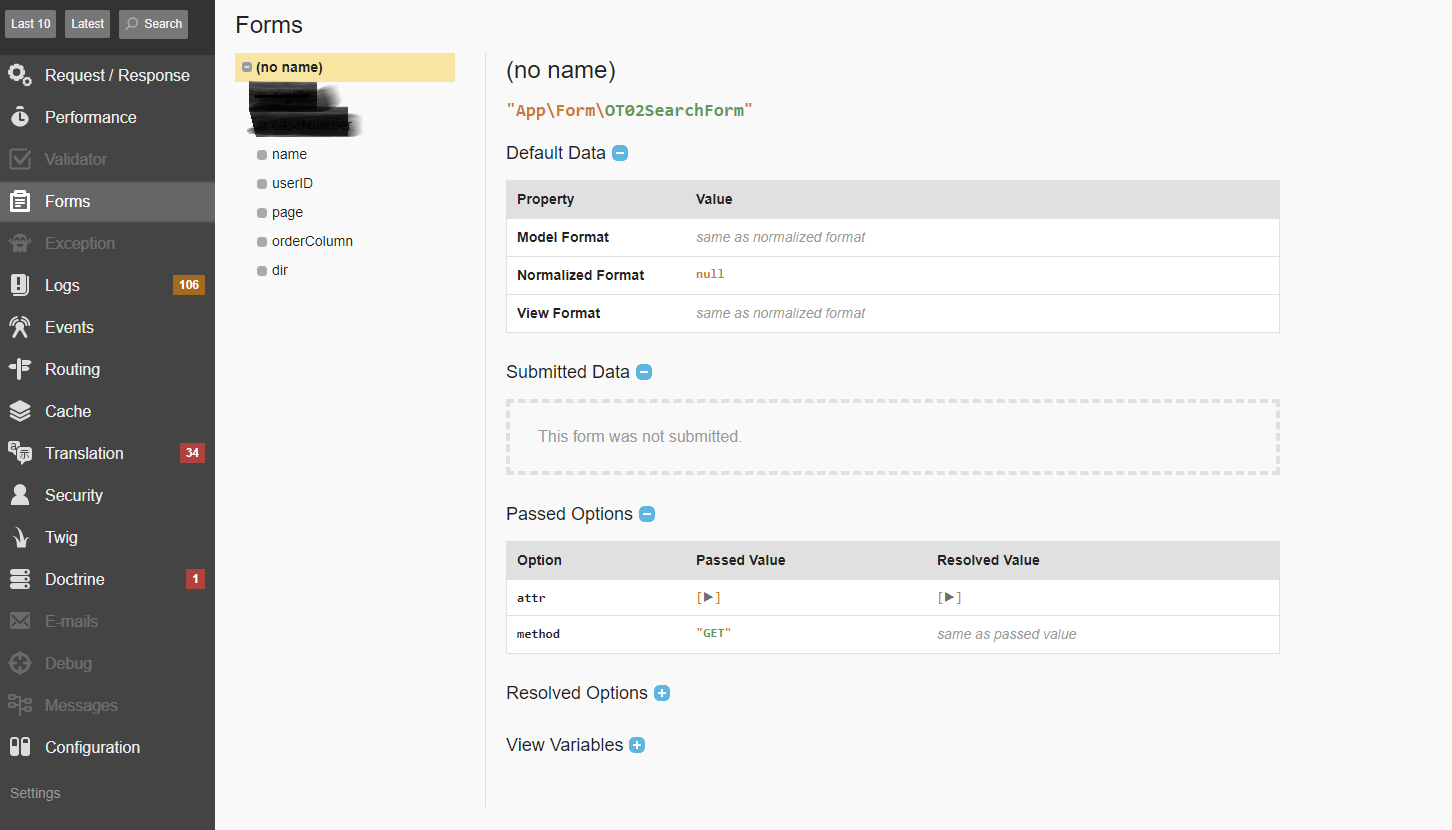 Last 10 Latest Search
Request / Response
Performance
Validator
Forms
Exception
Logs 106
Events
Routing
Cache
Translation 34
Security
Twig
Doctrine 1
E-mails
Debug
Messages
Configuration
Settings
Forms
(no name)
caseNumber
name
userID
page
orderColumn
dir
(no name)
"App\Form\OT02SearchForm"
Default Data
Property Value
Model Format same as normalized format
Normalized Format null
View Format same as normalized format
Submitted Data
This form was not submitted.
Passed Options
Option Passed Value Resolved Value
attr [▶] [▶]
method "GET" same as passed value
Resolved Options
View Variables